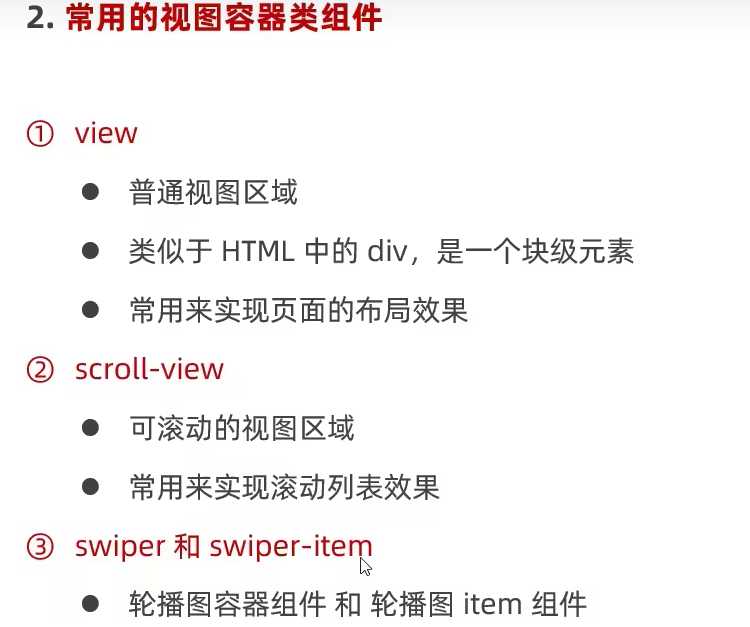 2. 常用的视图容器类组件
① view
● 普通视图区域
● 类似于 HTML 中的 div，是一个块级元素
● 常用来实现页面的布局效果
② scroll-view
● 可滚动的视图区域
● 常用来实现滚动列表效果
③ swiper 和 swiper-item
● 轮播图容器组件 和 轮播图 item 组件